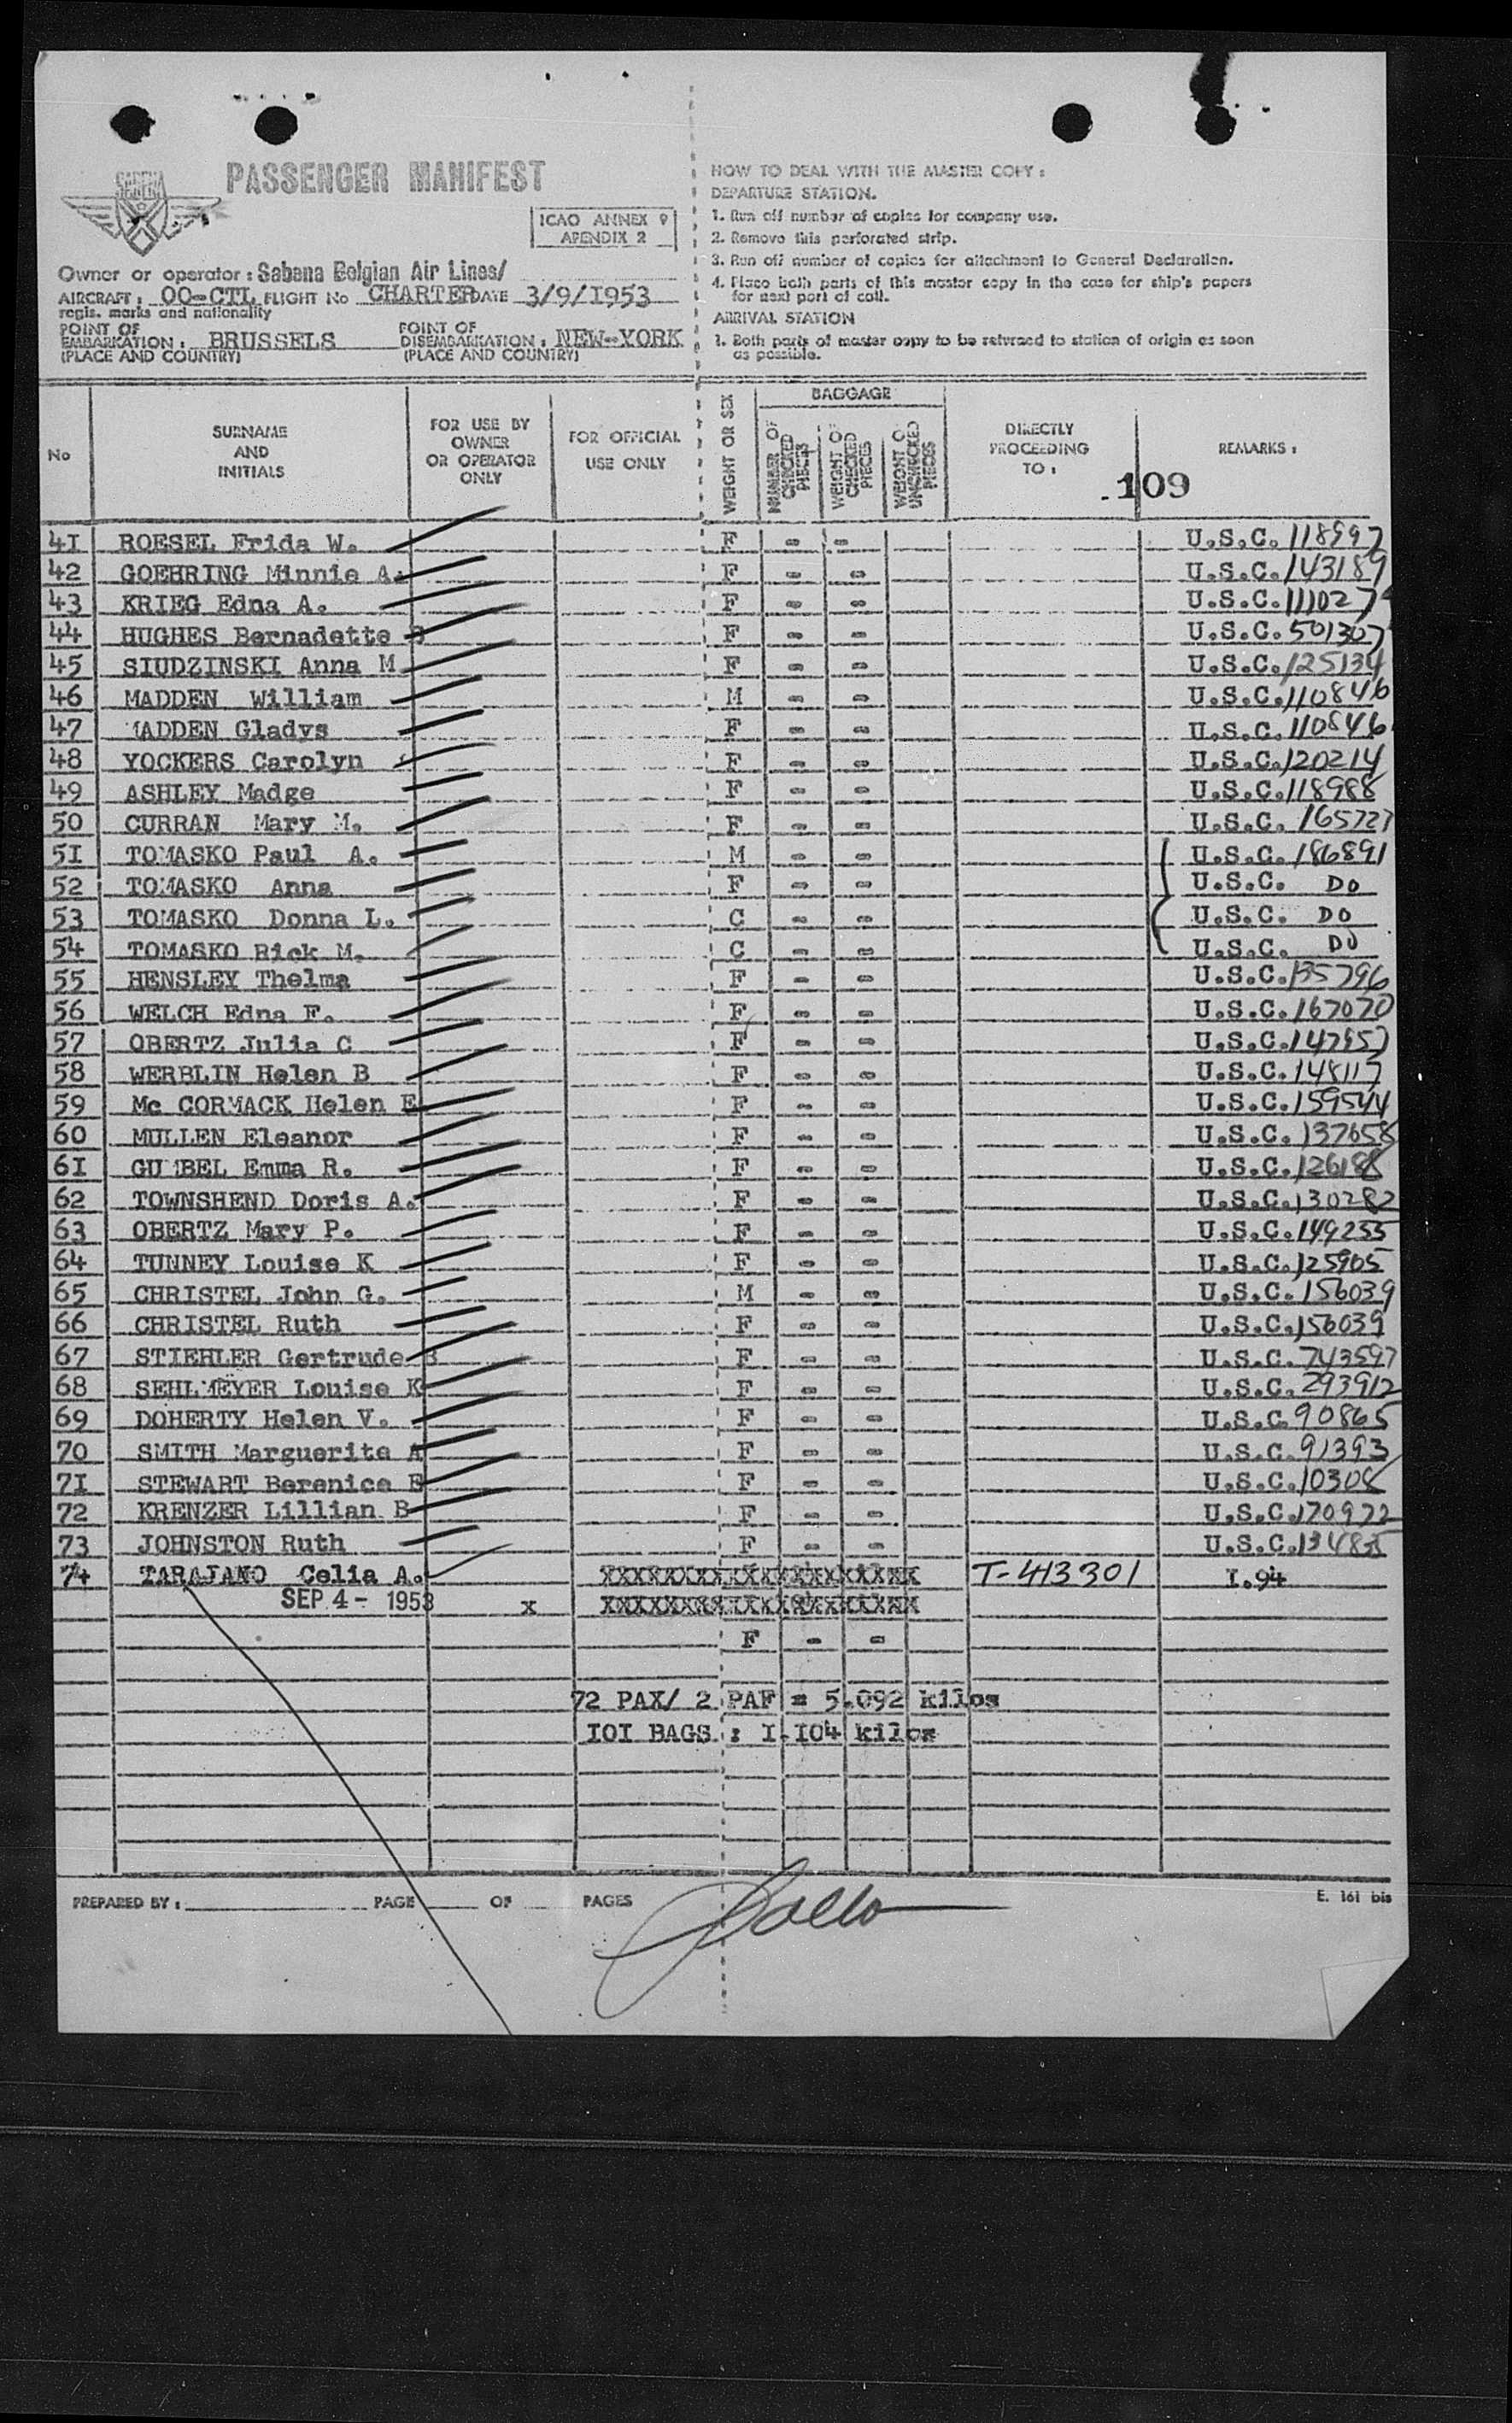 SABENA
PASSENGER MANIFEST
ICAO ANNEX 9
APENDIX 2
Owner or operator : Sabena Belgian Air Lines/
AIRCRAFT : OO-CTL FLIGHT No CHARTER DATE 3/9/1953
regis. marks and nationality
POINT OF EMBARKATION : BRUSSELS POINT OF DISEMBARKATION : NEW-YORK
(PLACE AND COUNTRY) (PLACE AND COUNTRY)
HOW TO DEAL WITH THE MASTER COPY :
DEPARTURE STATION.
1. Run off number of copies for company use.
2. Remove this perforated strip.
3. Run off number of copies for attachment to General Declaration.
4. Place both parts of this master copy in the case for ship's papers
for next port of call.
ARRIVAL STATION
1. Both parts of master copy to be returned to station of origin as soon
as possible.
No SURNAME AND INITIALS FOR USE BY OWNER OR OPERATOR ONLY FOR OFFICIAL USE ONLY WEIGHT OR SEX BAGGAGE NUMBER OF CHECKED PIECES WEIGHT OF CHECKED PIECES WEIGHT OF UNCHECKED PIECES DIRECTLY PROCEEDING TO : REMARKS :
109
41 ROESEL Frida W. F - - U.S.C. 118997
42 GOEHRING Minnie A. F - - U.S.C. 143189
43 KRIEG Edna A. F - - U.S.C. 111027
44 HUGHES Bernadette B F - - U.S.C. 501307
45 SIUDZINSKI Anna M F - - U.S.C. 125134
46 MADDEN William M - - U.S.C. 110846
47 MADDEN Gladys F - - U.S.C. 110846
48 YOCKERS Carolyn F - - U.S.C. 120214
49 ASHLEY Madge F - - U.S.C. 118988
50 CURRAN Mary M. F - - U.S.C. 165727
51 TOMASKO Paul A. M - - U.S.C. 186891
52 TOMASKO Anna F - - U.S.C. DO
53 TOMASKO Donna L. C - - U.S.C. DO
54 TOMASKO Rick M. C - - U.S.C. DO
55 HENSLEY Thelma F - - U.S.C. 135796
56 WELCH Edna F. F - - U.S.C. 167070
57 OBERTZ Julia C F - - U.S.C. 147957
58 WERBLIN Helen B F - - U.S.C. 148117
59 Mc CORMACK Helen E F - - U.S.C. 159544
60 MULLEN Eleanor F - - U.S.C. 137658
61 GUMBEL Emma R. F - - U.S.C. 126188
62 TOWNSHEND Doris A. F - - U.S.C. 130282
63 OBERTZ Mary P. F - - U.S.C. 149255
64 TUNNEY Louise K F - - U.S.C. 125905
65 CHRISTEL John G. M - - U.S.C. 156039
66 CHRISTEL Ruth F - - U.S.C. 156039
67 STIEHLER Gertrude B F - - U.S.C. 743597
68 SEHLMEYER Louise K F - - U.S.C. 293912
69 DOHERTY Helen V. F - - U.S.C. 90865
70 SMITH Marguerite A F - - U.S.C. 91393
71 STEWART Berenice E F - - U.S.C. 10308
72 KRENZER Lillian B F - - U.S.C. 170972
73 JOHNSTON Ruth F - - U.S.C.
74 TARAJANO Celia A. XXXXXXXXXXXXXXXXXXXXX T-413301 I.94
SEP 4 - 1953 x XXXXXXXXXXXXXXXXXXXXX
F - -
72 PAX/ 2 PAF = 5.092 kilos
101 BAGS : 1.104 kilos
PREPARED BY : PAGE OF PAGES
E. 161 bis